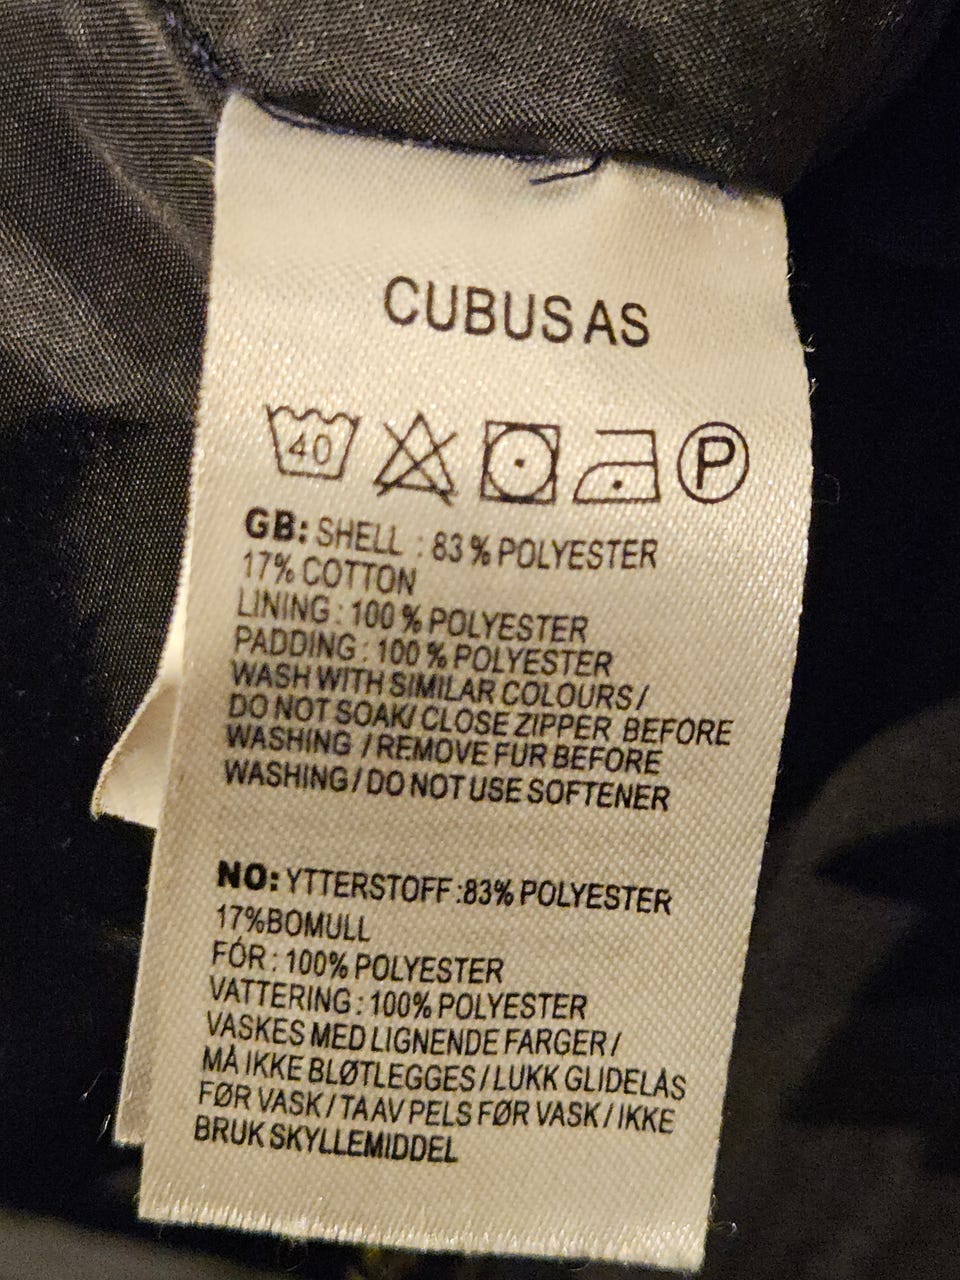 CUBUS AS
40 P
GB: SHELL : 83 % POLYESTER
17% COTTON
LINING : 100 % POLYESTER
PADDING : 100 % POLYESTER
WASH WITH SIMILAR COLOURS /
DO NOT SOAK/ CLOSE ZIPPER BEFORE
WASHING / REMOVE FUR BEFORE
WASHING / DO NOT USE SOFTENER
NO: YTTERSTOFF :83% POLYESTER
17%BOMULL
FÓR : 100% POLYESTER
VATTERING : 100% POLYESTER
VASKES MED LIGNENDE FARGER /
MÅ IKKE BLØTLEGGES / LUKK GLIDELÅS
FØR VASK / TA AV PELS FØR VASK / IKKE
BRUK SKYLLEMIDDEL